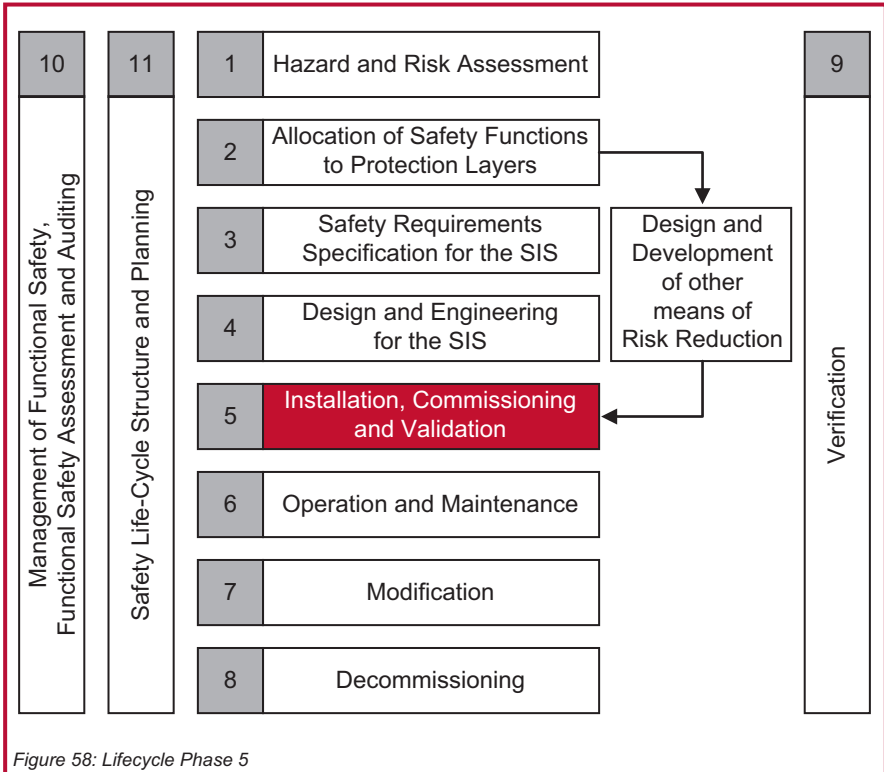 10
Management of Functional Safety,
Functional Safety Assessment and Auditing
11
Safety Life-Cycle Structure and Planning
1
Hazard and Risk Assessment
2
Allocation of Safety Functions
to Protection Layers
3
Safety Requirements
Specification for the SIS
4
Design and Engineering
for the SIS
5
Installation, Commissioning
and Validation
6
Operation and Maintenance
7
Modification
8
Decommissioning
Design and
Development
of other
means of
Risk Reduction
9
Verification
Figure 58: Lifecycle Phase 5